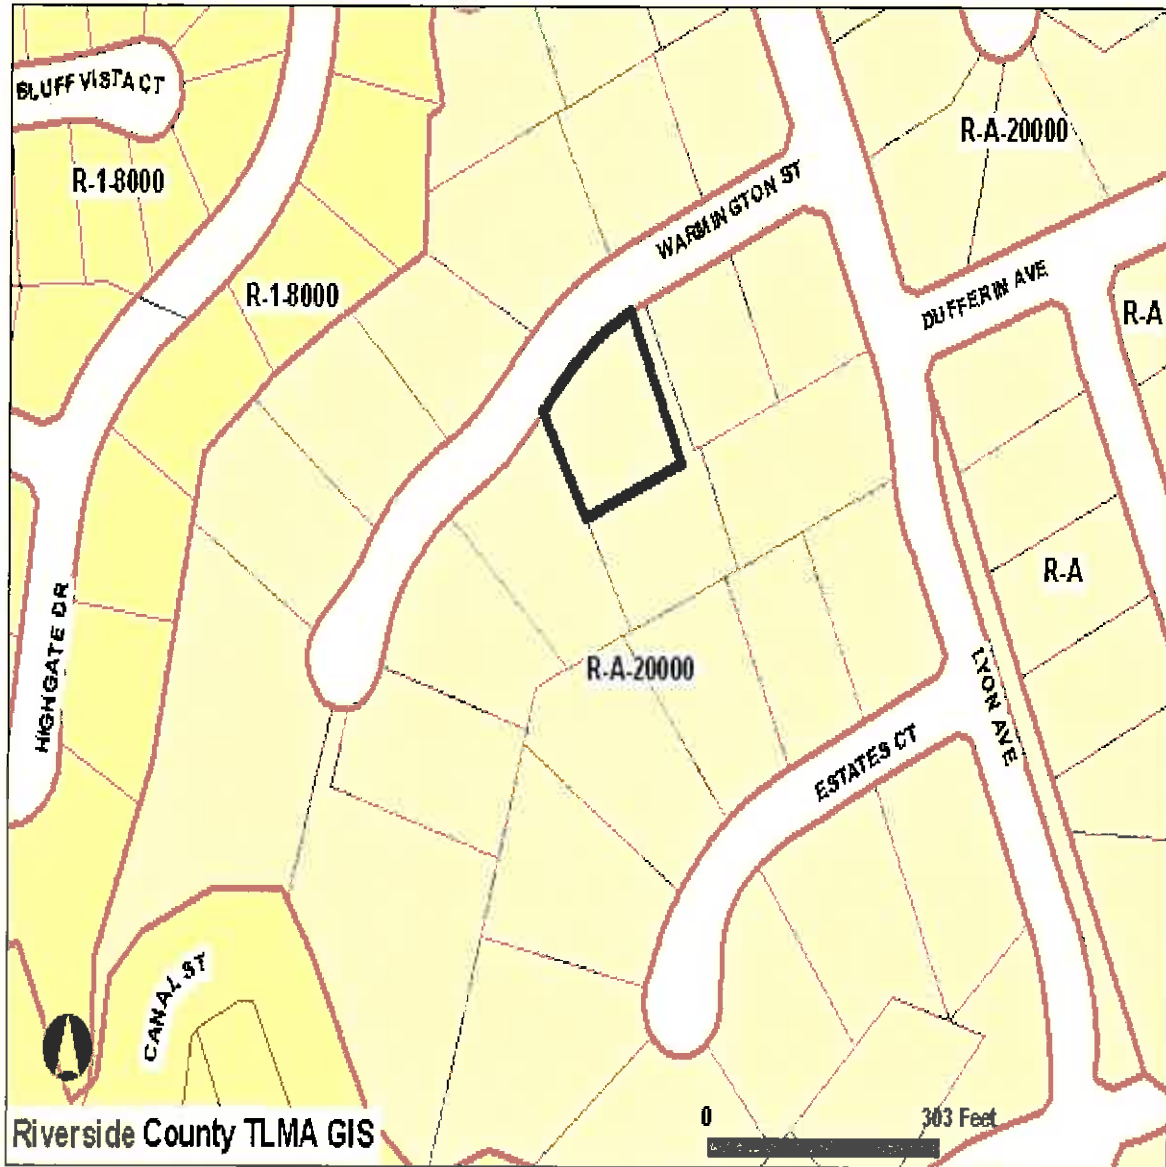 BLUFF VISTA CT
R-A-20000
R-1-8000
WARMINGTON ST
R-1-8000
DUFFERIN AVE
R-A
R-A
HIGHGATE DR
R-A-20000
LYON AVE
ESTATES CT
CANAL ST
0 303 Feet
Riverside County TLMA GIS